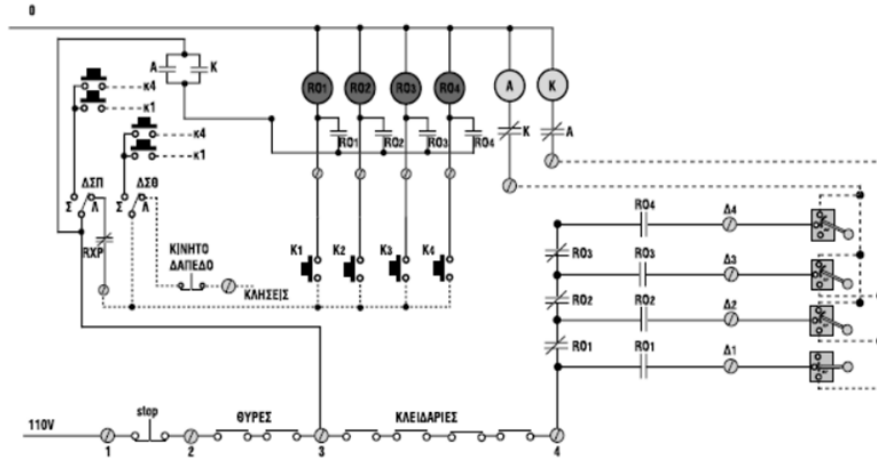 0
A K
κ4
κ1
κ4
κ1
RO1 RO2 RO3 RO4 A K
RO1 RO2 RO3 RO4 K A
ΔΣΠ ΔΣΘ
Σ Λ Σ Λ
RXP
ΚΙΝΗΤΟ
ΔΑΠΕΔΟ
ΚΛΗΣΕΙΣ
K1 K2 K3 K4
RO4 Δ4
RO3 RO3 Δ3
RO2 RO2 Δ2
RO1 RO1 Δ1
110V stop ΘΥΡΕΣ ΚΛΕΙΔΑΡΙΕΣ
1 2 3 4